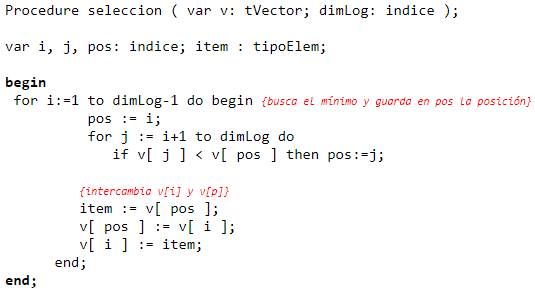 Procedure seleccion ( var v: tVector; dimLog: indice );
var i, j, pos: indice; item : tipoElem;
begin
for i:=1 to dimLog-1 do begin {busca el mínimo y guarda en pos la posición}
pos := i;
for j := i+1 to dimLog do
if v[ j ] < v[ pos ] then pos:=j;
{intercambia v[i] y v[p]}
item := v[ pos ];
v[ pos ] := v[ i ];
v[ i ] := item;
end;
end;